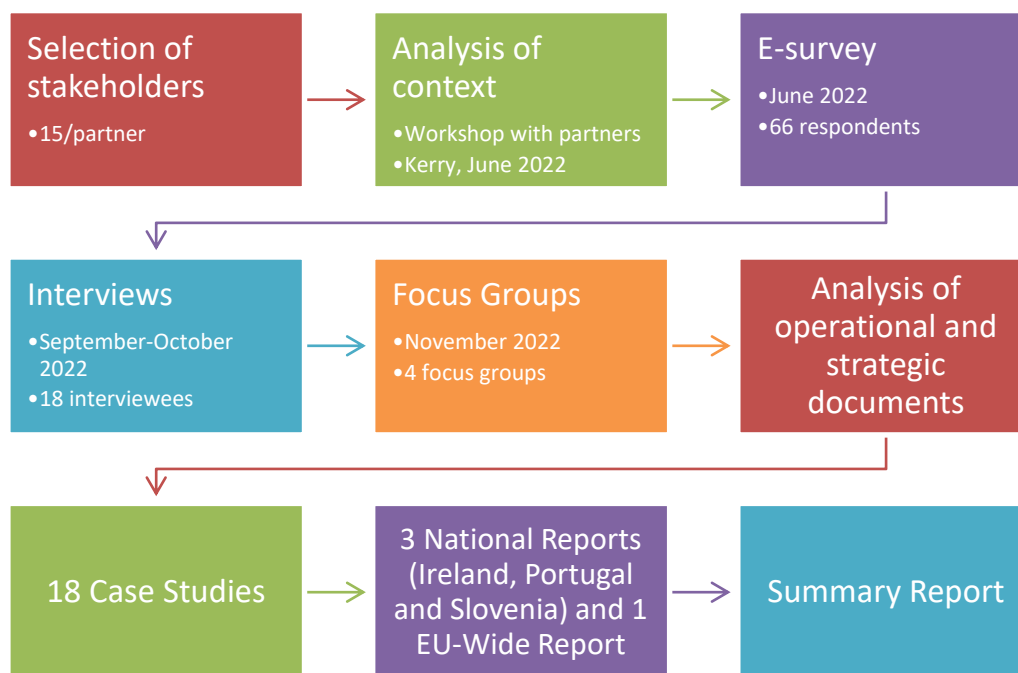 Selection of
stakeholders
•15/partner
Analysis of
context
•Workshop with partners
•Kerry, June 2022
E-survey
•June 2022
•66 respondents
Interviews
•September-October
2022
•18 interviewees
Focus Groups
•November 2022
•4 focus groups
Analysis of
operational and
strategic
documents
18 Case Studies
3 National Reports
(Ireland, Portugal
and Slovenia) and 1
EU-Wide Report
Summary Report